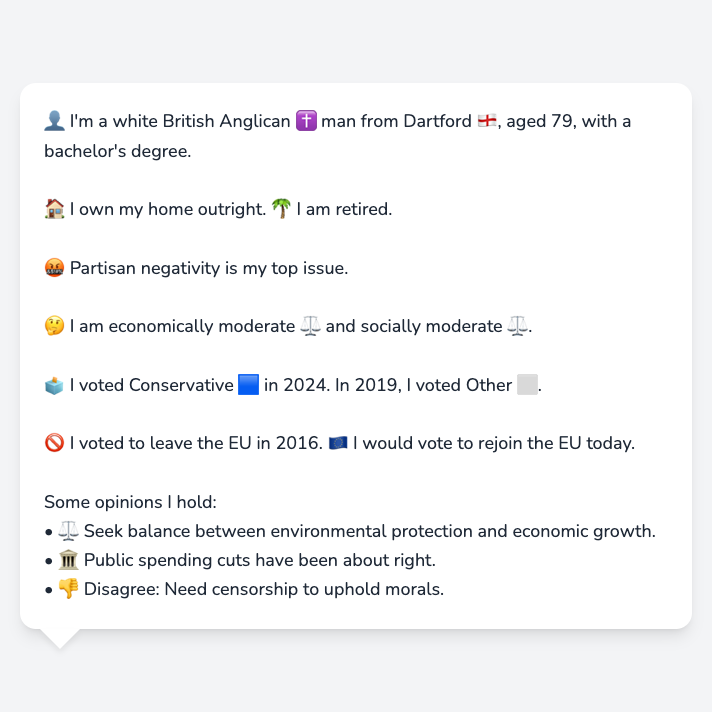 👤 I'm a white British Anglican ✝️ man from Dartford 🏴󠁧󠁢󠁥󠁮󠁧󠁿, aged 79, with a
bachelor's degree.
🏠 I own my home outright. 🌴 I am retired.
🤬 Partisan negativity is my top issue.
🤔 I am economically moderate ⚖️ and socially moderate ⚖️.
🗳️ I voted Conservative 🟦 in 2024. In 2019, I voted Other ⬜.
🚫 I voted to leave the EU in 2016. 🇪🇺 I would vote to rejoin the EU today.
Some opinions I hold:
• ⚖️ Seek balance between environmental protection and economic growth.
• 🏛️ Public spending cuts have been about right.
• 👎 Disagree: Need censorship to uphold morals.